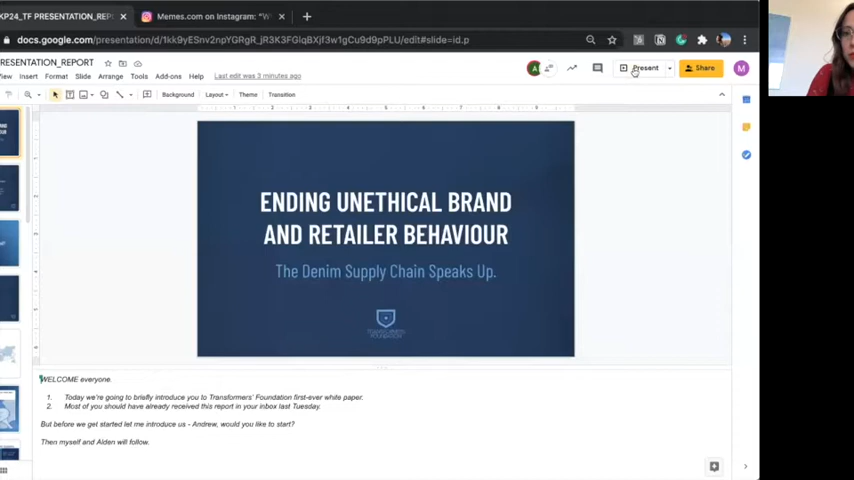 KP24_TF PRESENTATION_REP
Memes.com on Instagram: "W
docs.google.com/presentation/d/1kk9yESnv2npYGRgR_jR3K3FGlqBXjf3w1gCu9d9pPLU/edit#slide=id.p
RESENTATION_REPORT
View Insert Format Slide Arrange Tools Add-ons Help Last edit was 3 minutes ago
A Present Share M
Background Layout Theme Transition
ENDING UNETHICAL BRAND
AND RETAILER BEHAVIOUR
The Denim Supply Chain Speaks Up.
FOUNDATION
WELCOME everyone.
1. Today we're going to briefly introduce you to Transformers' Foundation first-ever white paper.
2. Most of you should have already received this report in your inbox last Tuesday.
But before we get started let me introduce us - Andrew, would you like to start?
Then myself and Alden will follow.